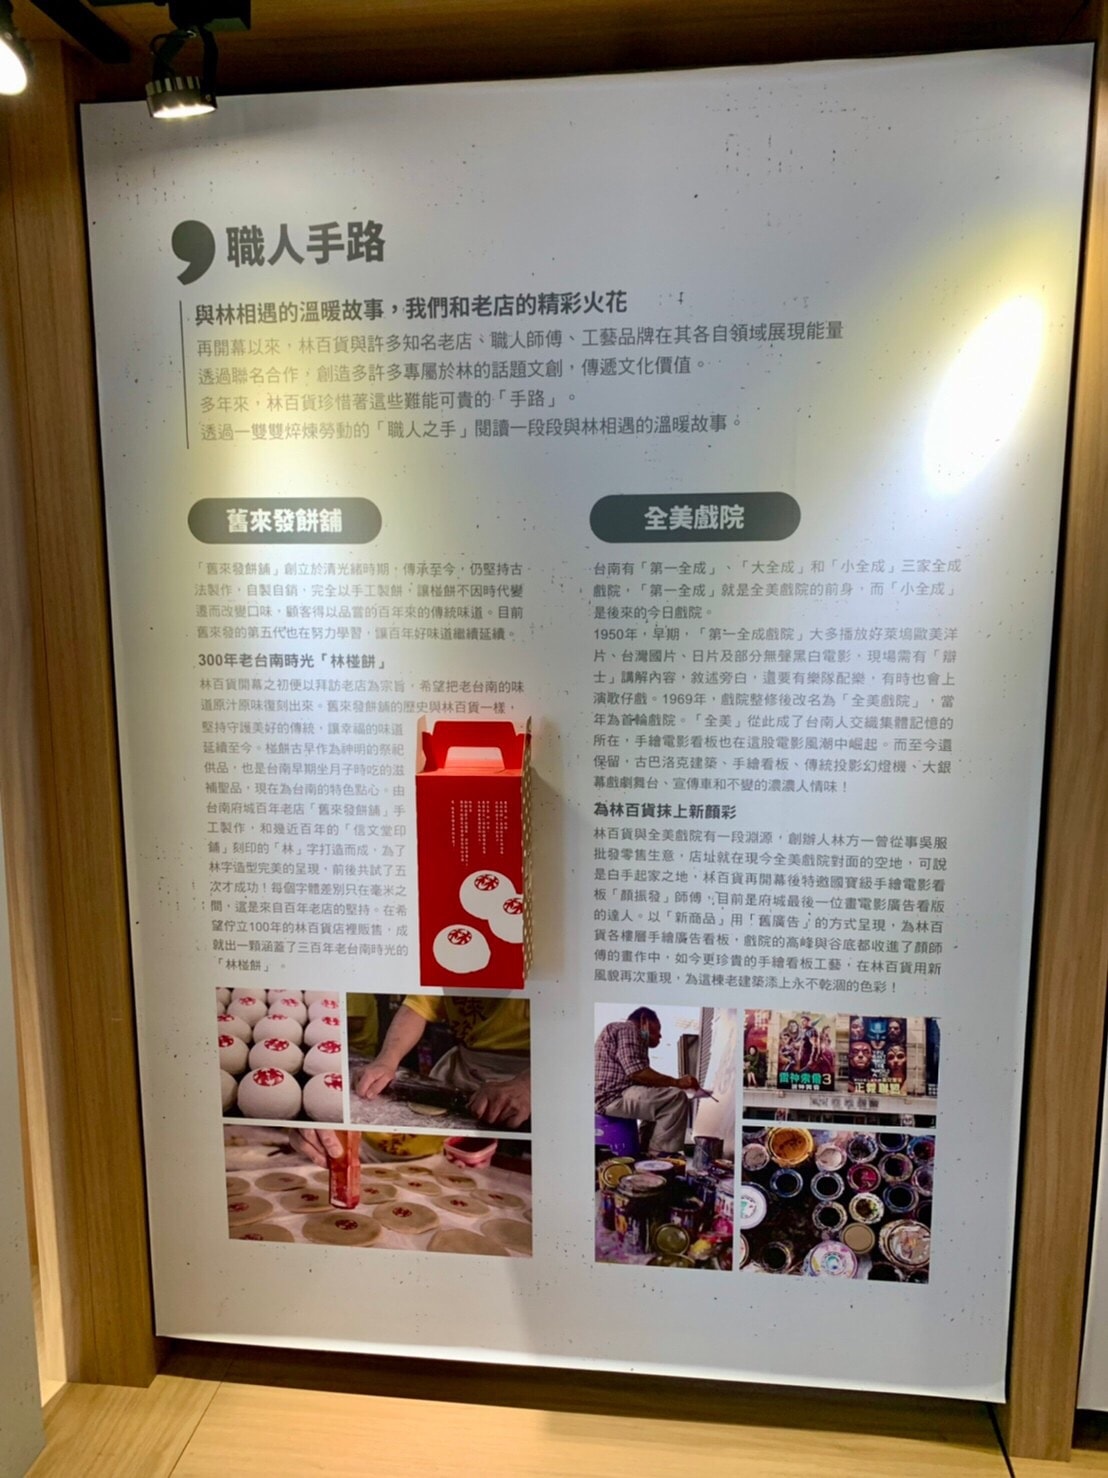 職人手路
與林相遇的溫暖故事，我們和老店的精彩火花
再開幕以來，林百貨與許多知名老店、職人師傅、工藝品牌在其各自領域展現能量
透過聯名合作，創造多許多專屬於林的話題文創，傳遞文化價值。
多年來，林百貨珍惜著這些難能可貴的「手路」。
透過一雙雙焠煉勞動的「職人之手」閱讀一段段與林相遇的溫暖故事。
舊來發餅舖
「舊來發餅舖」創立於清光緒時期，傳承至今，仍堅持古
法製作，自製自銷，完全以手工製餅，讓椪餅不因時代變
遷而改變口味，顧客得以品嘗的百年來的傳統味道。目前
舊來發的第五代也在努力學習，讓百年好味道繼續延續。
300年老台南時光「林椪餅」
林百貨開幕之初便以拜訪老店為宗旨，希望把老台南的味
道原汁原味復刻出來。舊來發餅舖的歷史與林百貨一樣，
堅持守護美好的傳統，讓幸福的味道
延續至今。椪餅古早作為神明的祭祀
供品，也是台南早期坐月子時吃的滋
補聖品，現在為台南的特色點心。由
台南府城百年老店「舊來發餅舖」手
工製作，和幾近百年的「信文堂印
鋪」刻印的「林」字打造而成，為了
林字造型完美的呈現，前後共試了五
次才成功！每個字體差別只在毫米之
間，這是來自百年老店的堅持。在希
望佇立100年的林百貨店裡販售，成
就出一顆涵蓋了三百年老台南時光的
「林椪餅」。
全美戲院
台南有「第一全成」、「大全成」和「小全成」三家全成
戲院，「第一全成」就是全美戲院的前身，而「小全成」
是後來的今日戲院。
1950年，早期，「第一全成戲院」大多播放好萊塢歐美洋
片、台灣國片、日片及部分無聲黑白電影，現場需有「辯
士」講解內容，敘述旁白，還要有樂隊配樂，有時也會上
演歌仔戲。1969年，戲院整修後改名為「全美戲院」，當
年為首輪戲院。「全美」從此成了台南人交織集體記憶的
所在，手繪電影看板也在這股電影風潮中崛起。而至今還
保留，古巴洛克建築、手繪看板、傳統投影幻燈機、大銀
幕戲劇舞台、宣傳車和不變的濃濃人情味！
為林百貨抹上新顏彩
林百貨與全美戲院有一段淵源，創辦人林方一曾從事吳服
批發零售生意，店址就在現今全美戲院對面的空地，可說
是白手起家之地，林百貨再開幕後特邀國寶級手繪電影看
板「顏振發」師傅，目前是府城最後一位畫電影廣告看版
的達人。以「新商品」用「舊廣告」的方式呈現，為林百
貨各樓層手繪廣告看板，戲院的高峰與谷底都收進了顏師
傅的畫作中，如今更珍貴的手繪看板工藝，在林百貨用新
風貌再次重現，為這棟老建築添上永不乾涸的色彩！
雷神索爾3
正義聯盟